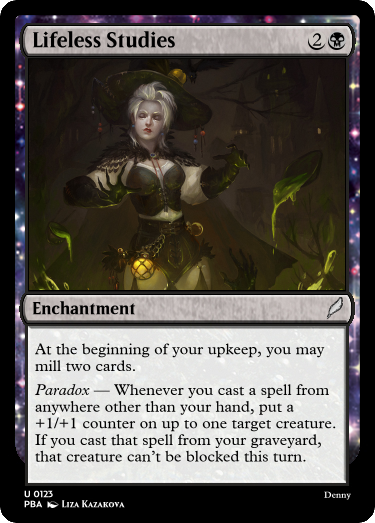 Lifeless Studies 2
Enchantment
At the beginning of your upkeep, you may
mill two cards.
Paradox — Whenever you cast a spell from
anywhere other than your hand, put a
+1/+1 counter on up to one target creature.
If you cast that spell from your graveyard,
that creature can't be blocked this turn.
U 0123 Denny
PBA Liza Kazakova